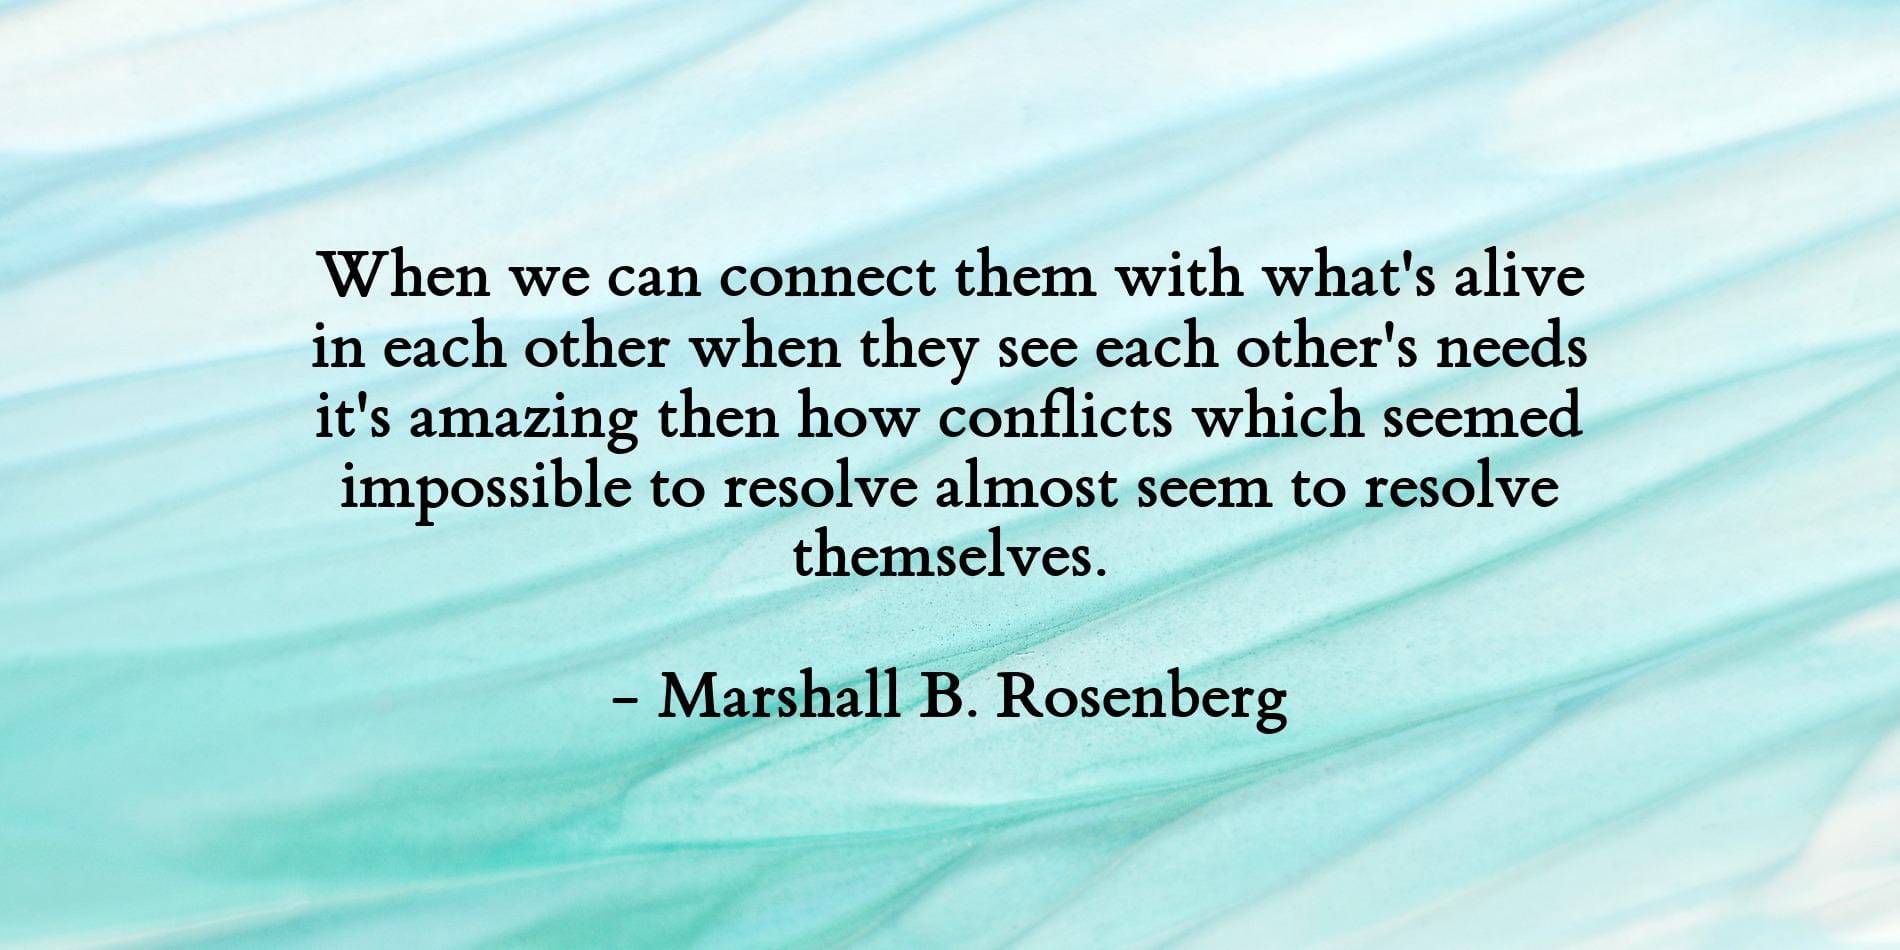 When we can connect them with what's alive
in each other when they see each other's needs
it's amazing then how conflicts which seemed
impossible to resolve almost seem to resolve
themselves.
- Marshall B. Rosenberg